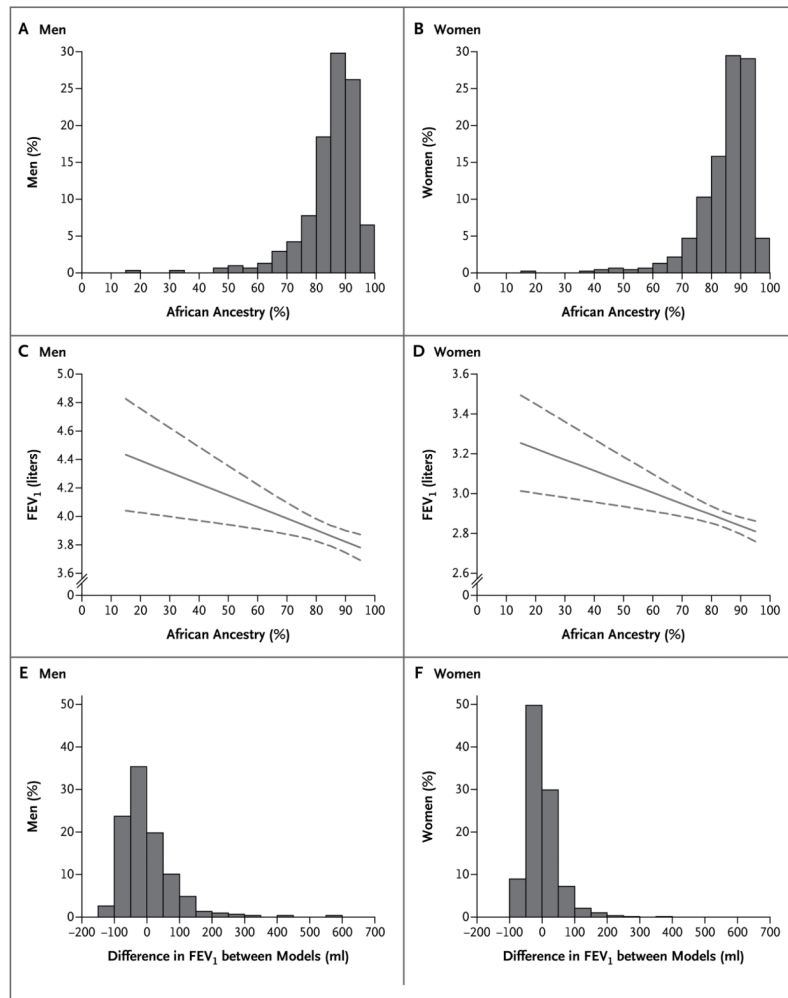 A Men
30
25
20
15
10
5
0
Men (%)
0 10 20 30 40 50 60 70 80 90 100
African Ancestry (%)
B Women
30
25
20
15
10
5
0
Women (%)
0 10 20 30 40 50 60 70 80 90 100
African Ancestry (%)
C Men
5.0
4.8
4.6
4.4
4.2
4.0
3.8
3.6
0
FEV1 (liters)
0 10 20 30 40 50 60 70 80 90 100
African Ancestry (%)
D Women
3.6
3.4
3.2
3.0
2.8
2.6
0
FEV1 (liters)
0 10 20 30 40 50 60 70 80 90 100
African Ancestry (%)
E Men
50
40
30
20
10
0
Men (%)
−200 −100 0 100 200 300 400 500 600 700
Difference in FEV1 between Models (ml)
F Women
50
40
30
20
10
0
Women (%)
−200 −100 0 100 200 300 400 500 600 700
Difference in FEV1 between Models (ml)